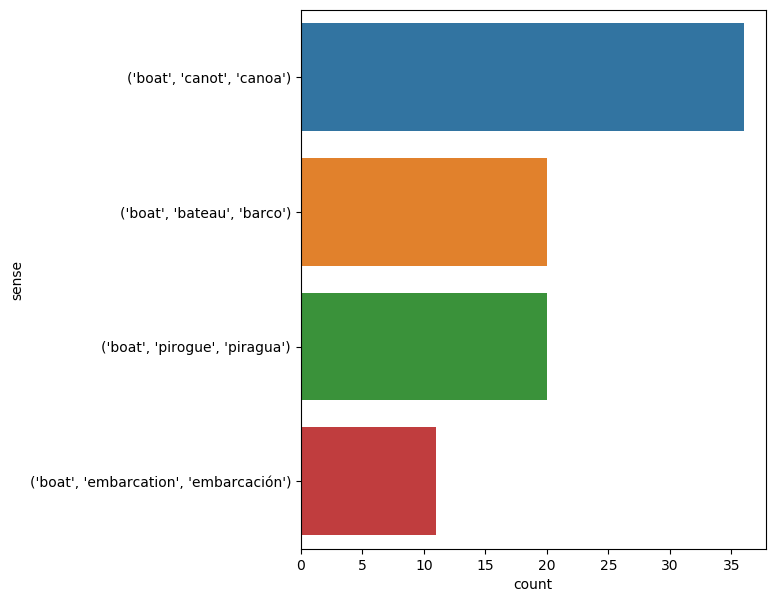 ('boat', 'canot', 'canoa')
('boat', 'bateau', 'barco')
('boat', 'pirogue', 'piragua')
('boat', 'embarcation', 'embarcación')
sense
0 5 10 15 20 25 30 35
count